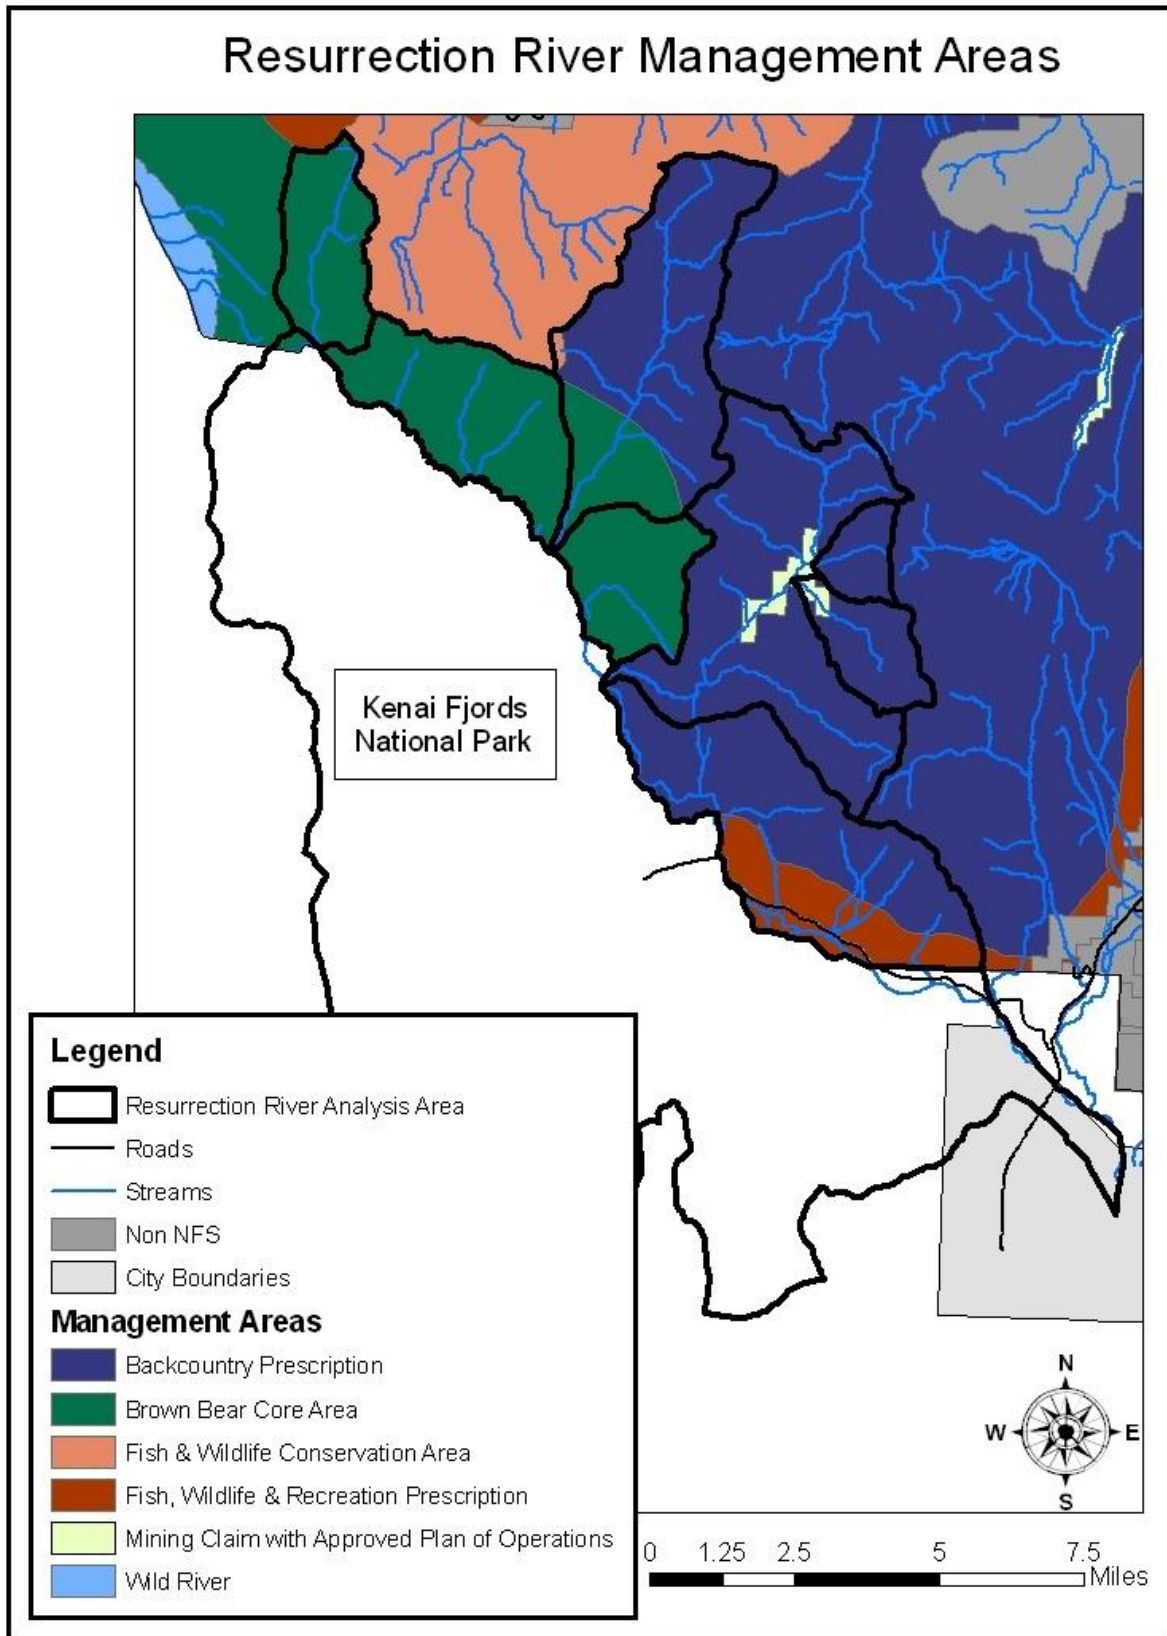 Resurrection River Management Areas
Kenai Fjords
National Park
Legend
Resurrection River Analysis Area
Roads
Streams
Non NFS
City Boundaries
Management Areas
Backcountry Prescription
Brown Bear Core Area
Fish & Wildlife Conservation Area
Fish, Wildlife & Recreation Prescription
Mining Claim with Approved Plan of Operations
Wild River
N
W E
S
0 1.25 2.5 5 7.5
Miles